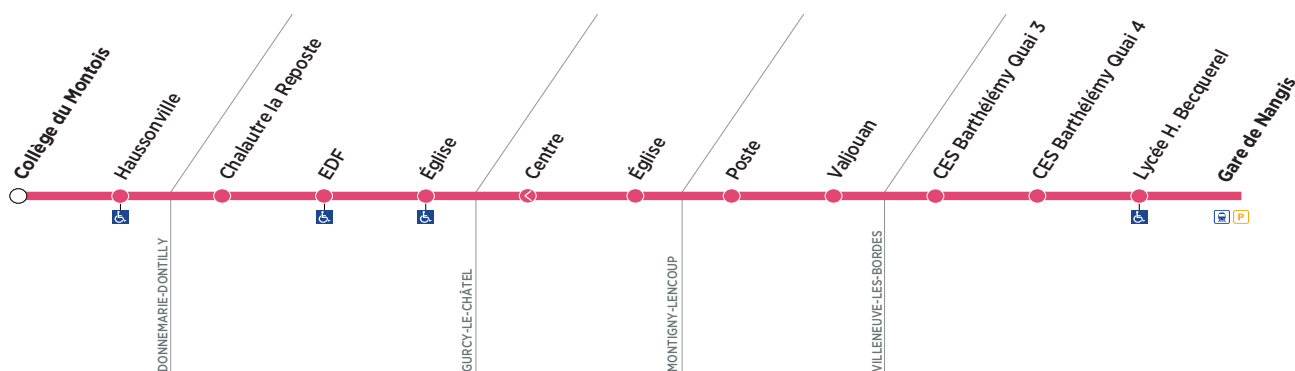 Collège du Montois
Haussonville
Chalautre la Reposte
EDF
Église
Centre
Église
Poste
Valjouan
CES Barthélémy Quai 3
CES Barthélémy Quai 4
Lycée H. Becquerel
Gare de Nangis
P
DONNEMARIE-DONTILLY
GURCY-LE-CHÂTEL
MONTIGNY-LENCOUP
VILLENEUVE-LES-BORDES